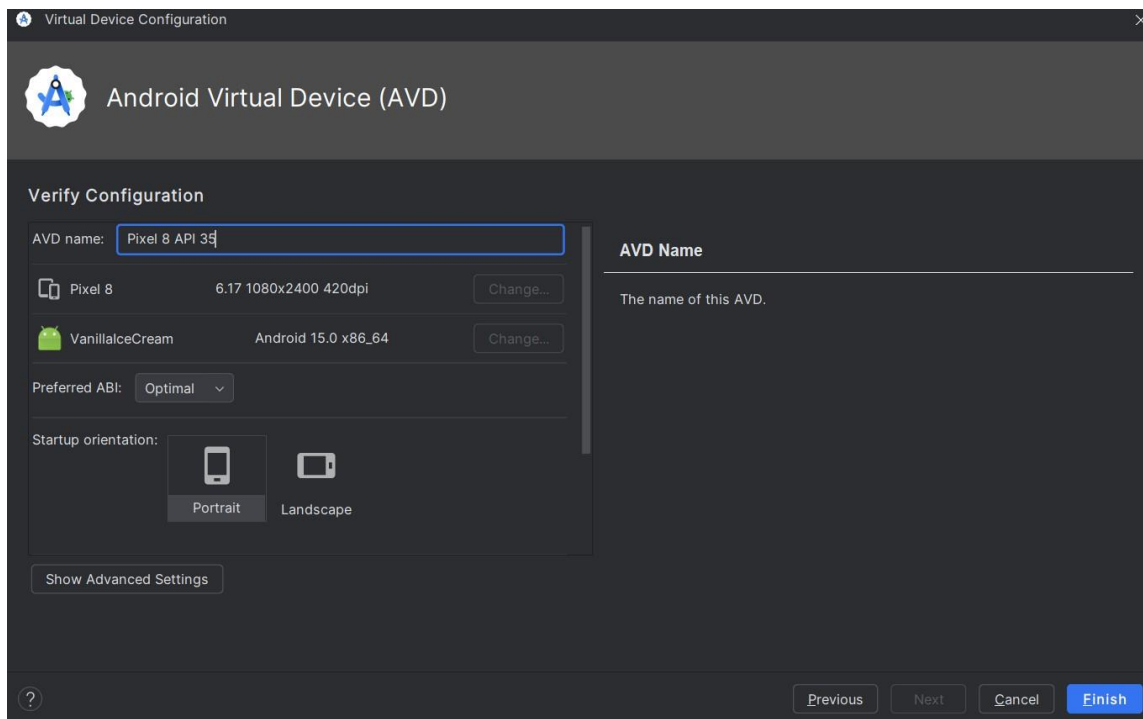 Virtual Device Configuration
Android Virtual Device (AVD)
Verify Configuration
AVD name: Pixel 8 API 35
Pixel 8 6.17 1080x2400 420dpi Change...
VanillaIceCream Android 15.0 x86_64 Change...
Preferred ABI: Optimal
Startup orientation:
Portrait Landscape
Show Advanced Settings
AVD Name
The name of this AVD.
? Previous Next Cancel Finish